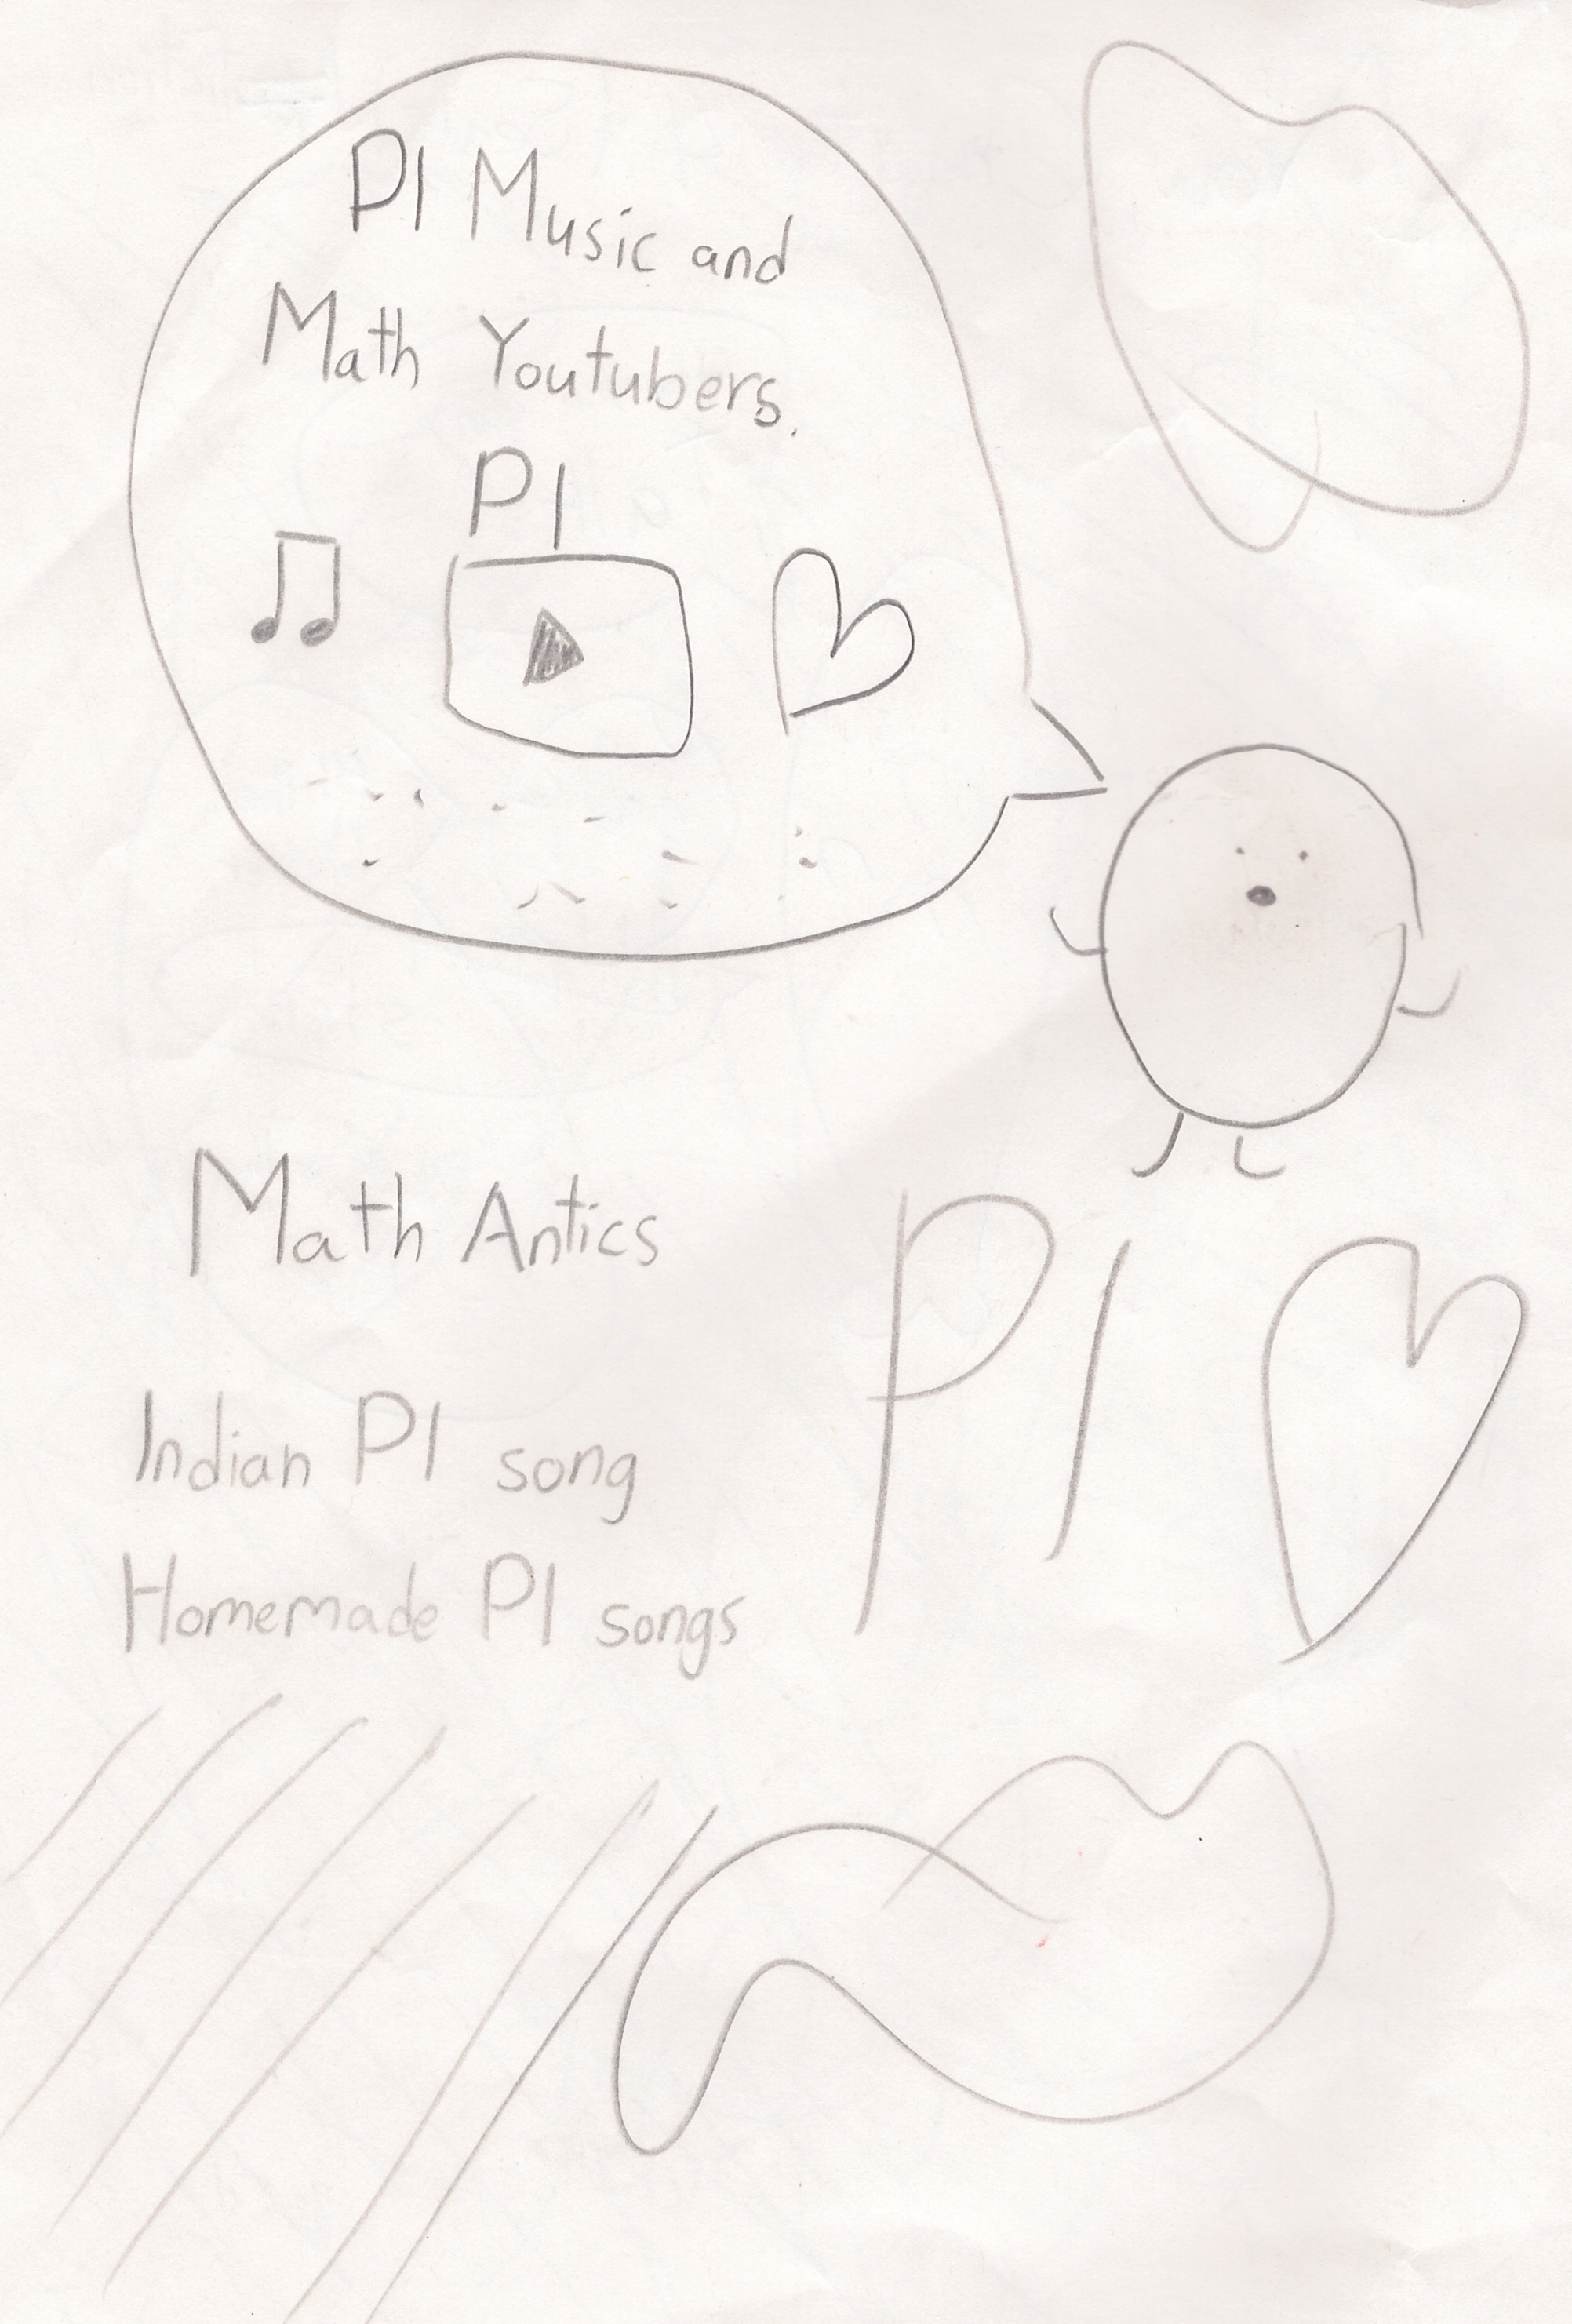 PI Music and
Math Youtubers.
PI
Math Antics
PI
Indian PI song
Homemade PI songs